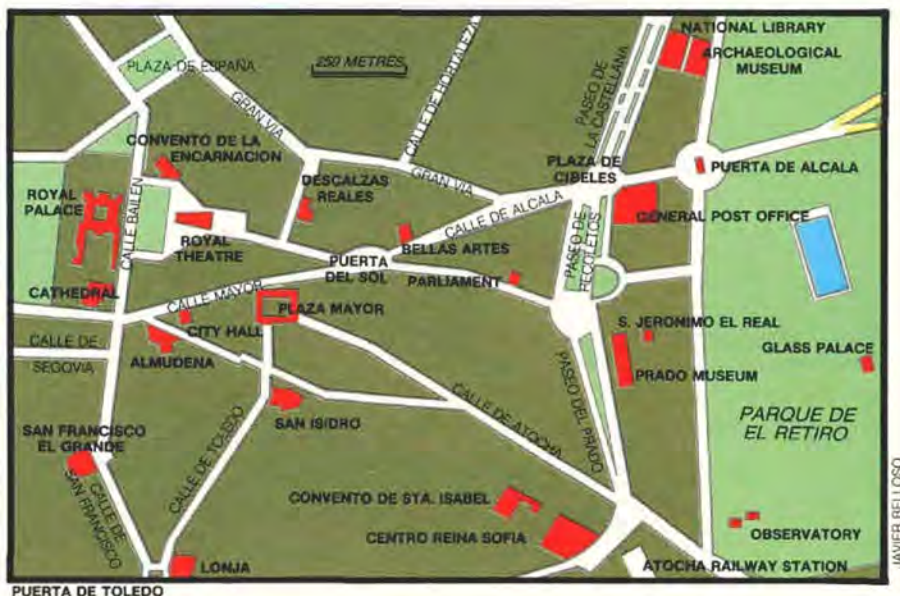 NATIONAL LIBRARY
ARCHAEOLOGICAL
MUSEUM
PLAZA DE ESPAÑA
250 METRES
CALLE DE HORTALEZA
PASEO DE
LA CASTELLANA
GRAN VIA
CONVENTO DE LA
ENCARNACION
DESCALZAS
REALES
GRAN VIA
PLAZA DE
CIBELES
PUERTA DE ALCALA
ROYAL
PALACE
CALLE BAILEN
ROYAL
THEATRE
CALLE DE ALCALA
BELLAS ARTES
GENERAL POST OFFICE
PASEO DE
RECOLETOS
PUERTA
DEL SOL
PARLIAMENT
CATHEDRAL
CALLE MAYOR
PLAZA MAYOR
CITY HALL
ALMUDENA
CALLE DE
SEGOVIA
S. JERONIMO EL REAL
GLASS PALACE
PRADO MUSEUM
PASEO DEL PRADO
SAN ISIDRO
CALLE DE ATOCHA
PARQUE DE
EL RETIRO
SAN FRANCISCO
EL GRANDE
CALLE DE TOLEDO
CALLE DE
SAN FRANCISCO
CONVENTO DE STA. ISABEL
CENTRO REINA SOFIA
OBSERVATORY
LONJA
ATOCHA RAILWAY STATION
PUERTA DE TOLEDO
JAVIER BELLOSO